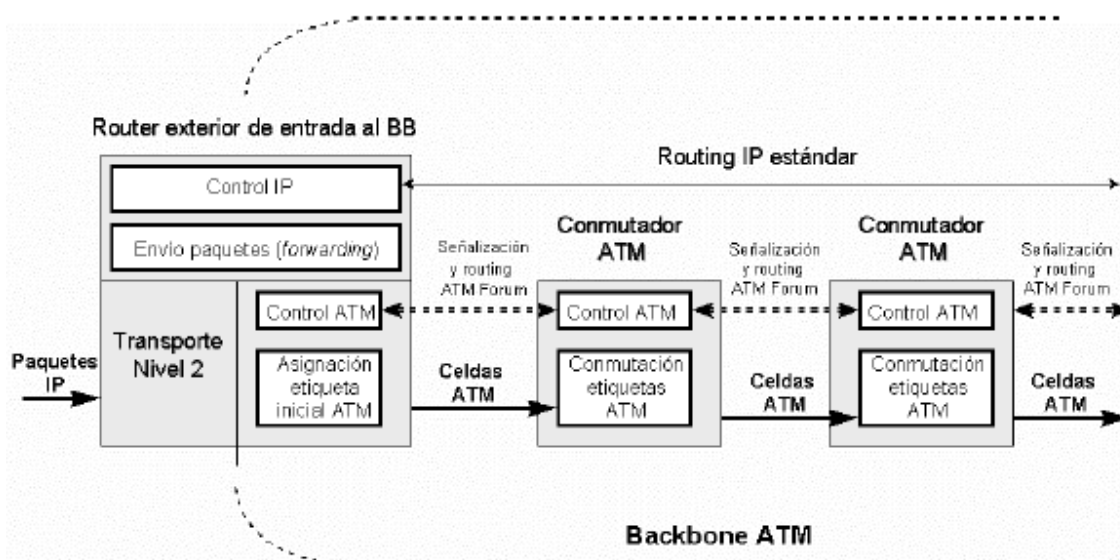 Router exterior de entrada al BB
Routing IP estándar
Control IP
Envío paquetes (forwarding)
Conmutador
ATM
Conmutador
ATM
Señalización
y routing
ATM Forum
Señalización
y routing
ATM Forum
Señalización
y routing
ATM Forum
Transporte
Nivel 2
Control ATM
Control ATM
Control ATM
Paquetes
IP
Asignación
etiqueta
inicial ATM
Celdas
ATM
Conmutación
etiquetas
ATM
Celdas
ATM
Conmutación
etiquetas
ATM
Celdas
ATM
Backbone ATM